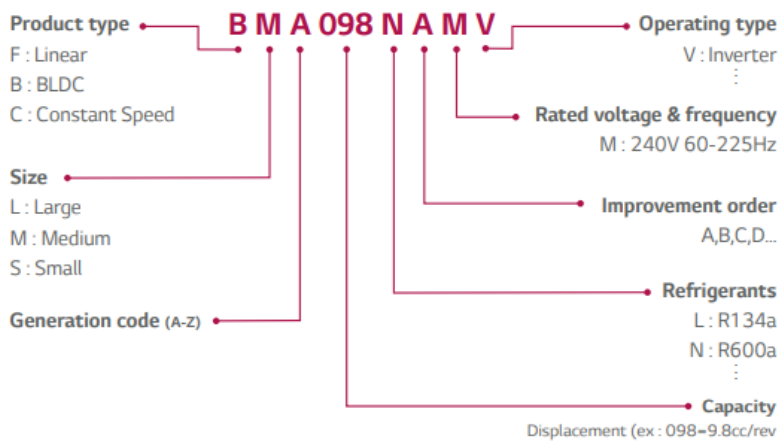 B M A 098 N A M V
Product type
F : Linear
B : BLDC
C : Constant Speed
Size
L : Large
M : Medium
S : Small
Generation code (A-Z)
Operating type
V : Inverter
⋮
Rated voltage & frequency
M : 240V 60-225Hz
Improvement order
A,B,C,D...
Refrigerants
L : R134a
N : R600a
⋮
Capacity
Displacement (ex : 098=9.8cc/rev